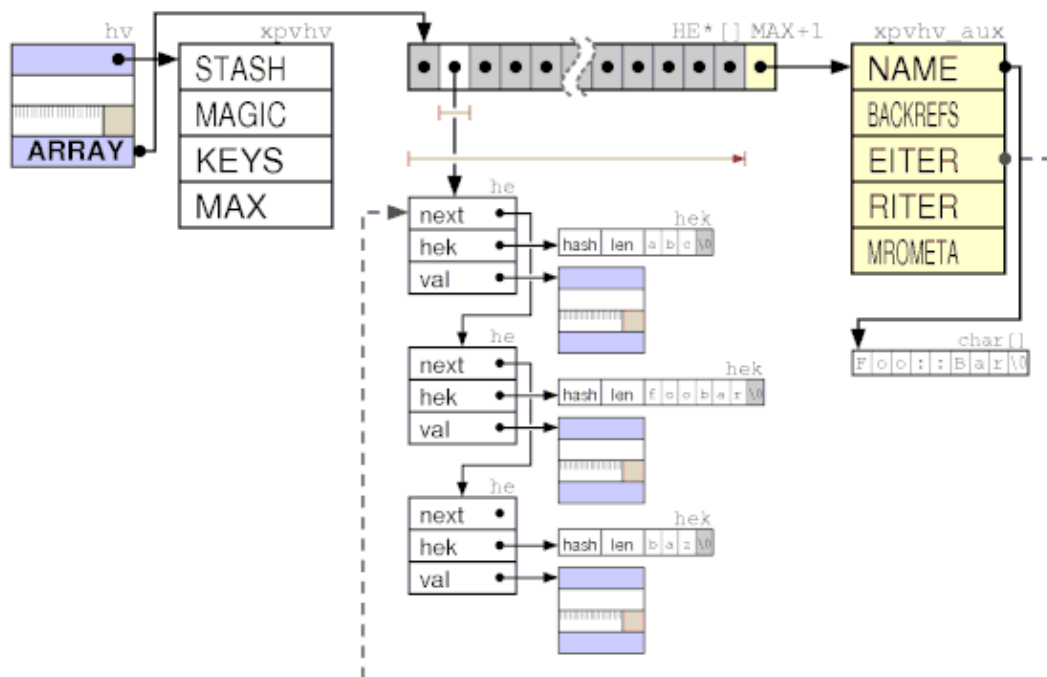 hv
xpvhv
HE*[] MAX+1
xpvhv_aux
STASH
MAGIC
KEYS
MAX
ARRAY
NAME
BACKREFS
EITER
RITER
MROMETA
he
next
hek
val
hek
hash len a b c \0
he
next
hek
val
hek
hash len f o o b a r \0
he
next
hek
val
hek
hash len b a z \0
char[]
F o o : : B a r \0